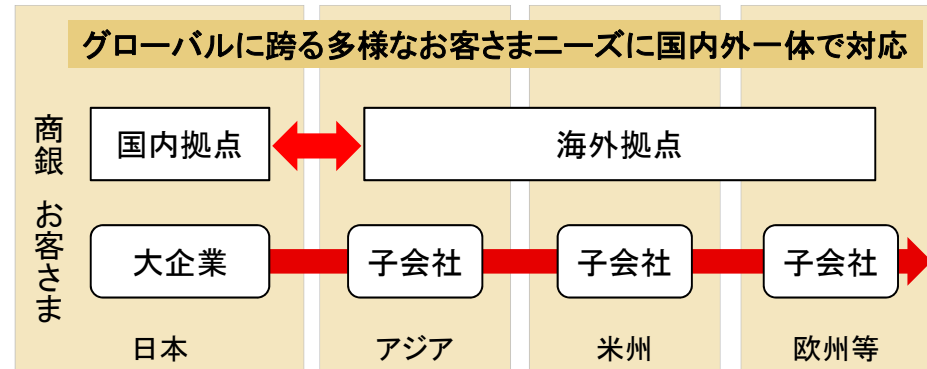 グローバルに跨る多様なお客さまニーズに国内外一体で対応
商銀
国内拠点
海外拠点
お客さま
大企業
子会社
子会社
子会社
日本
アジア
米州
欧州等